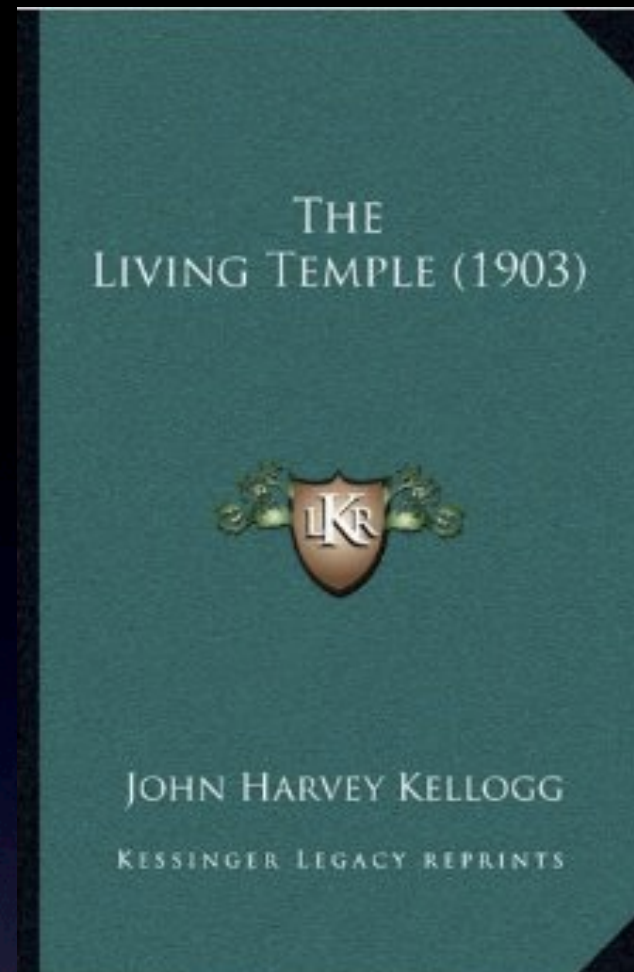 THE
LIVING TEMPLE (1903)
LKR
JOHN HARVEY KELLOGG
KESSINGER LEGACY REPRINTS